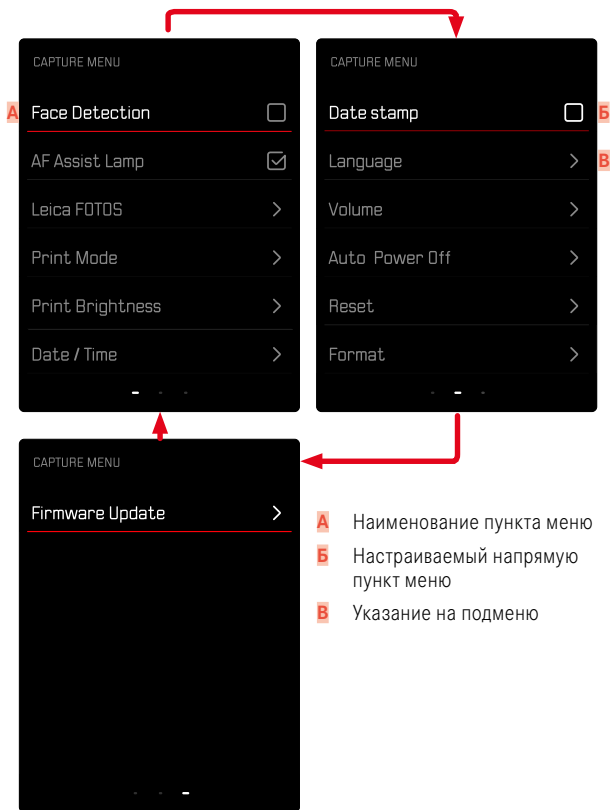 CAPTURE MENU
А Face Detection
AF Assist Lamp
Leica FOTOS
Print Mode
Print Brightness
Date / Time
CAPTURE MENU
Date stamp Б
Language В
Volume
Auto Power Off
Reset
Format
CAPTURE MENU
Firmware Update
А Наименование пункта меню
Б Настраиваемый напрямую
пункт меню
В Указание на подменю